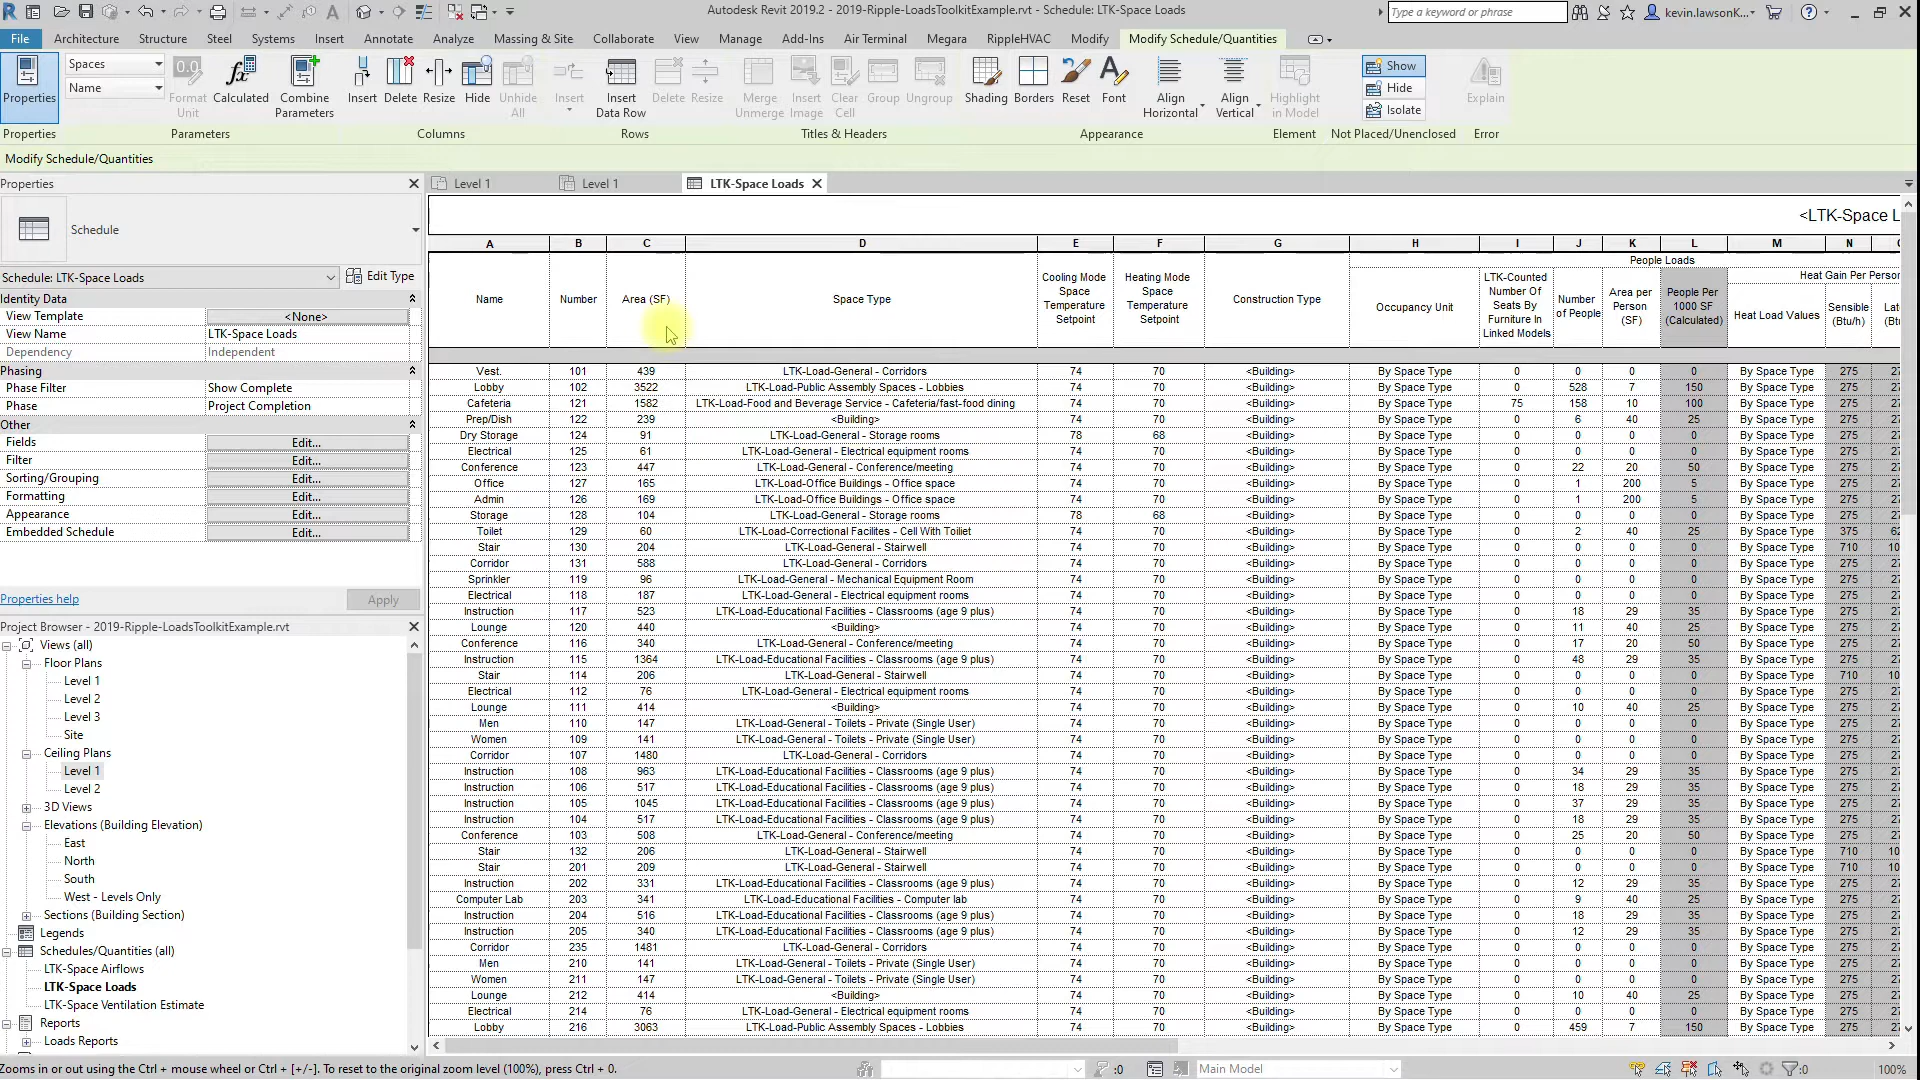 Autodesk Revit 2019.2 - 2019-Ripple-LoadsToolkitExample.rvt - Schedule: LTK-Space Loads
Type a keyword or phrase
kevin.lawsonK...
File Architecture Structure Steel Systems Insert Annotate Analyze Massing & Site Collaborate View Manage Add-Ins Air Terminal Megara RippleHVAC Modify Modify Schedule/Quantities
Spaces
Name
Properties
Format Unit
Calculated
Combine Parameters
Insert Delete Resize Hide Unhide All
Insert
Insert Data Row
Delete Resize
Merge Unmerge
Insert Image
Clear Cell
Group Ungroup
Shading Borders Reset Font
Align Horizontal
Align Vertical
Highlight in Model
Show
Hide
Isolate
Explain
Properties Parameters Columns Rows Titles & Headers Appearance Element Not Placed/Unenclosed Error
Modify Schedule/Quantities
Properties
Schedule
Schedule: LTK-Space Loads Edit Type
Identity Data
View Template <None>
View Name LTK-Space Loads
Dependency Independent
Phasing
Phase Filter Show Complete
Phase Project Completion
Other
Fields Edit...
Filter Edit...
Sorting/Grouping Edit...
Formatting Edit...
Appearance Edit...
Embedded Schedule Edit...
Properties help Apply
Project Browser - 2019-Ripple-LoadsToolkitExample.rvt
Views (all)
Floor Plans
Level 1
Level 2
Level 3
Site
Ceiling Plans
Level 1
Level 2
3D Views
Elevations (Building Elevation)
East
North
South
West - Levels Only
Sections (Building Section)
Legends
Schedules/Quantities (all)
LTK-Space Airflows
LTK-Space Loads
LTK-Space Ventilation Estimate
Reports
Loads Reports
Level 1 Level 1 LTK-Space Loads
<LTK-Space L
A B C D E F G H I J K L M N
People Loads
Heat Gain Per Person
Name Number Area (SF) Space Type
Cooling Mode Space Temperature Setpoint
Heating Mode Space Temperature Setpoint
Construction Type
Occupancy Unit
LTK-Counted Number Of Seats By Furniture In Linked Models
Number of People
Area per Person (SF)
People Per 1000 SF (Calculated)
Heat Load Values
Sensible (Btu/h)
Late (Btu
Vest. 101 439 LTK-Load-General - Corridors 74 70 <Building> By Space Type 0 0 0 0 By Space Type 275 27
Lobby 102 3522 LTK-Load-Public Assembly Spaces - Lobbies 74 70 <Building> By Space Type 0 528 7 150 By Space Type 275 27
Cafeteria 121 1582 LTK-Load-Food and Beverage Service - Cafeteria/fast-food dining 74 70 <Building> By Space Type 75 158 10 100 By Space Type 275 27
Prep/Dish 122 239 <Building> 74 70 <Building> By Space Type 0 6 40 25 By Space Type 275 27
Dry Storage 124 91 LTK-Load-General - Storage rooms 78 68 <Building> By Space Type 0 0 0 0 By Space Type 275 27
Electrical 125 61 LTK-Load-General - Electrical equipment rooms 74 70 <Building> By Space Type 0 0 0 0 By Space Type 275 27
Conference 123 447 LTK-Load-General - Conference/meeting 74 70 <Building> By Space Type 0 22 20 50 By Space Type 275 27
Office 127 165 LTK-Load-Office Buildings - Office space 74 70 <Building> By Space Type 0 1 200 5 By Space Type 275 27
Admin 126 169 LTK-Load-Office Buildings - Office space 74 70 <Building> By Space Type 0 1 200 5 By Space Type 275 27
Storage 128 104 LTK-Load-General - Storage rooms 78 68 <Building> By Space Type 0 0 0 0 By Space Type 275 27
Toilet 129 60 LTK-Load-Correctional Facilites - Cell With Toiliet 74 70 <Building> By Space Type 0 2 40 25 By Space Type 375 62
Stair 130 204 LTK-Load-General - Stairwell 74 70 <Building> By Space Type 0 0 0 0 By Space Type 710 10
Corridor 131 588 LTK-Load-General - Corridors 74 70 <Building> By Space Type 0 0 0 0 By Space Type 275 27
Sprinkler 119 96 LTK-Load-General - Mechanical Equipment Room 74 70 <Building> By Space Type 0 0 0 0 By Space Type 275 27
Electrical 118 187 LTK-Load-General - Electrical equipment rooms 74 70 <Building> By Space Type 0 0 0 0 By Space Type 275 27
Instruction 117 523 LTK-Load-Educational Facilities - Classrooms (age 9 plus) 74 70 <Building> By Space Type 0 18 29 35 By Space Type 275 27
Lounge 120 440 <Building> 74 70 <Building> By Space Type 0 11 40 25 By Space Type 275 27
Conference 116 340 LTK-Load-General - Conference/meeting 74 70 <Building> By Space Type 0 17 20 50 By Space Type 275 27
Instruction 115 1364 LTK-Load-Educational Facilities - Classrooms (age 9 plus) 74 70 <Building> By Space Type 0 48 29 35 By Space Type 275 27
Stair 114 206 LTK-Load-General - Stairwell 74 70 <Building> By Space Type 0 0 0 0 By Space Type 710 10
Electrical 112 76 LTK-Load-General - Electrical equipment rooms 74 70 <Building> By Space Type 0 0 0 0 By Space Type 275 27
Lounge 111 414 <Building> 74 70 <Building> By Space Type 0 10 40 25 By Space Type 275 27
Men 110 147 LTK-Load-General - Toilets - Private (Single User) 74 70 <Building> By Space Type 0 0 0 0 By Space Type 275 27
Women 109 141 LTK-Load-General - Toilets - Private (Single User) 74 70 <Building> By Space Type 0 0 0 0 By Space Type 275 27
Corridor 107 1480 LTK-Load-General - Corridors 74 70 <Building> By Space Type 0 0 0 0 By Space Type 275 27
Instruction 108 963 LTK-Load-Educational Facilities - Classrooms (age 9 plus) 74 70 <Building> By Space Type 0 34 29 35 By Space Type 275 27
Instruction 106 517 LTK-Load-Educational Facilities - Classrooms (age 9 plus) 74 70 <Building> By Space Type 0 18 29 35 By Space Type 275 27
Instruction 105 1045 LTK-Load-Educational Facilities - Classrooms (age 9 plus) 74 70 <Building> By Space Type 0 37 29 35 By Space Type 275 27
Instruction 104 517 LTK-Load-Educational Facilities - Classrooms (age 9 plus) 74 70 <Building> By Space Type 0 18 29 35 By Space Type 275 27
Conference 103 508 LTK-Load-General - Conference/meeting 74 70 <Building> By Space Type 0 25 20 50 By Space Type 275 27
Stair 132 206 LTK-Load-General - Stairwell 74 70 <Building> By Space Type 0 0 0 0 By Space Type 710 10
Stair 201 209 LTK-Load-General - Stairwell 74 70 <Building> By Space Type 0 0 0 0 By Space Type 710 10
Instruction 202 331 LTK-Load-Educational Facilities - Classrooms (age 9 plus) 74 70 <Building> By Space Type 0 12 29 35 By Space Type 275 27
Computer Lab 203 341 LTK-Load-Educational Facilities - Computer lab 74 70 <Building> By Space Type 0 9 40 25 By Space Type 275 27
Instruction 204 516 LTK-Load-Educational Facilities - Classrooms (age 9 plus) 74 70 <Building> By Space Type 0 18 29 35 By Space Type 275 27
Instruction 205 340 LTK-Load-Educational Facilities - Classrooms (age 9 plus) 74 70 <Building> By Space Type 0 12 29 35 By Space Type 275 27
Corridor 235 1481 LTK-Load-General - Corridors 74 70 <Building> By Space Type 0 0 0 0 By Space Type 275 27
Men 210 141 LTK-Load-General - Toilets - Private (Single User) 74 70 <Building> By Space Type 0 0 0 0 By Space Type 275 27
Women 211 147 LTK-Load-General - Toilets - Private (Single User) 74 70 <Building> By Space Type 0 0 0 0 By Space Type 275 27
Lounge 212 414 <Building> 74 70 <Building> By Space Type 0 10 40 25 By Space Type 275 27
Electrical 214 76 LTK-Load-General - Electrical equipment rooms 74 70 <Building> By Space Type 0 0 0 0 By Space Type 275 27
Lobby 216 3063 LTK-Load-Public Assembly Spaces - Lobbies 74 70 <Building> By Space Type 0 459 7 150 By Space Type 275 27
Zooms in or out using the Ctrl + mouse wheel or Ctrl + [+/-]. To reset to the original zoom level (100%), press Ctrl + 0.
:0 Main Model :0 100%